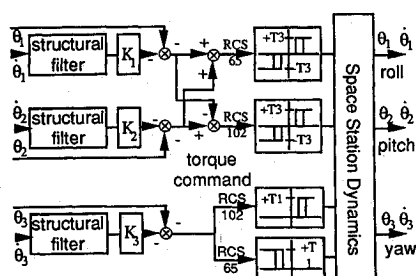 θ1
θ̇1
structural
filter
K1
-
-
+
+
RCS
65
+T3
-T3
θ1 θ̇1
roll
θ̇2
θ2
structural
filter
K2
-
-
+
-
RCS
102
+T3
-T3
θ2 θ̇2
pitch
torque
command
Space Station Dynamics
θ3
θ̇3
structural
filter
K3
-
-
RCS
102
+T1
RCS
65
+T
1
θ3 θ̇3
yaw